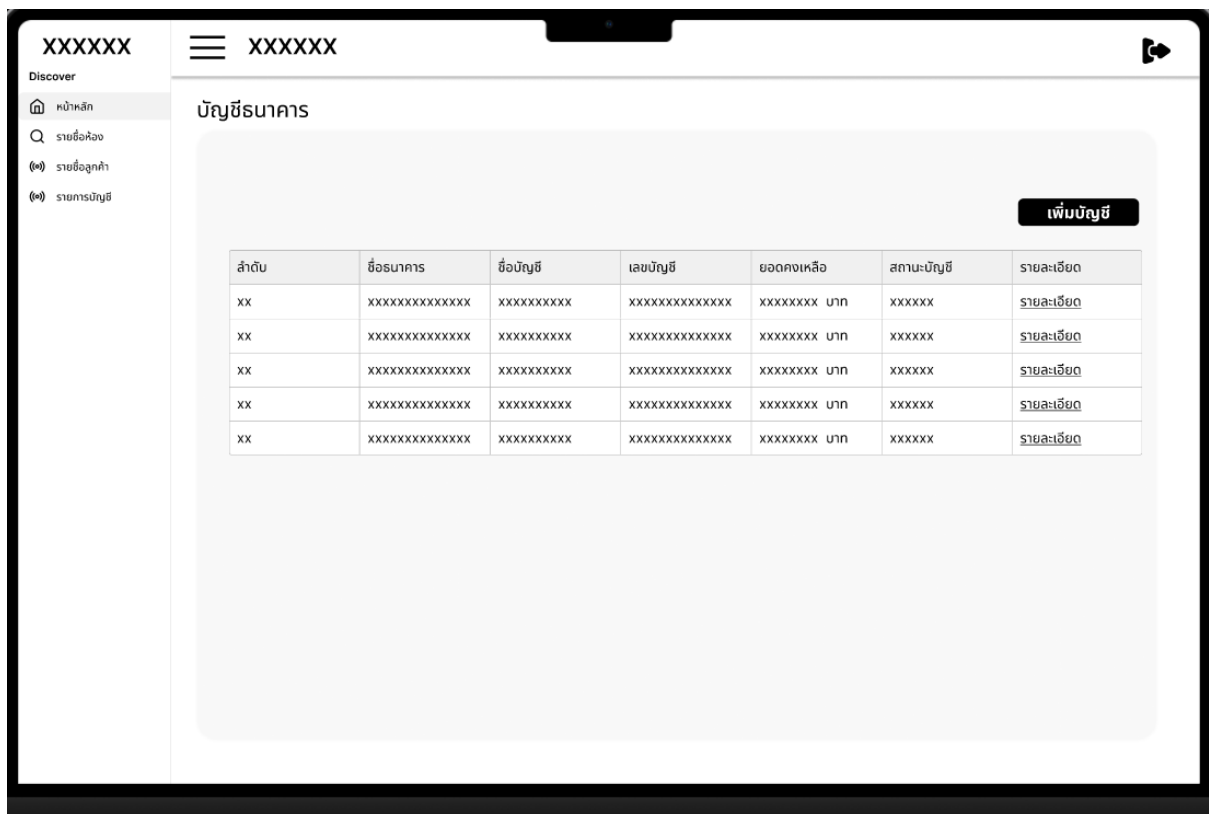 XXXXXX
Discover
หน้าหลัก
รายชื่อห้อง
รายชื่อลูกค้า
รายการบัญชี
XXXXXX
บัญชีธนาคาร
เพิ่มบัญชี
ลำดับ ชื่อธนาคาร ชื่อบัญชี เลขบัญชี ยอดคงเหลือ สถานะบัญชี รายละเอียด
xx xxxxxxxxxxxxxx xxxxxxxxxx xxxxxxxxxxxxxx xxxxxxxx บาท xxxxxx รายละเอียด
xx xxxxxxxxxxxxxx xxxxxxxxxx xxxxxxxxxxxxxx xxxxxxxx บาท xxxxxx รายละเอียด
xx xxxxxxxxxxxxxx xxxxxxxxxx xxxxxxxxxxxxxx xxxxxxxx บาท xxxxxx รายละเอียด
xx xxxxxxxxxxxxxx xxxxxxxxxx xxxxxxxxxxxxxx xxxxxxxx บาท xxxxxx รายละเอียด
xx xxxxxxxxxxxxxx xxxxxxxxxx xxxxxxxxxxxxxx xxxxxxxx บาท xxxxxx รายละเอียด